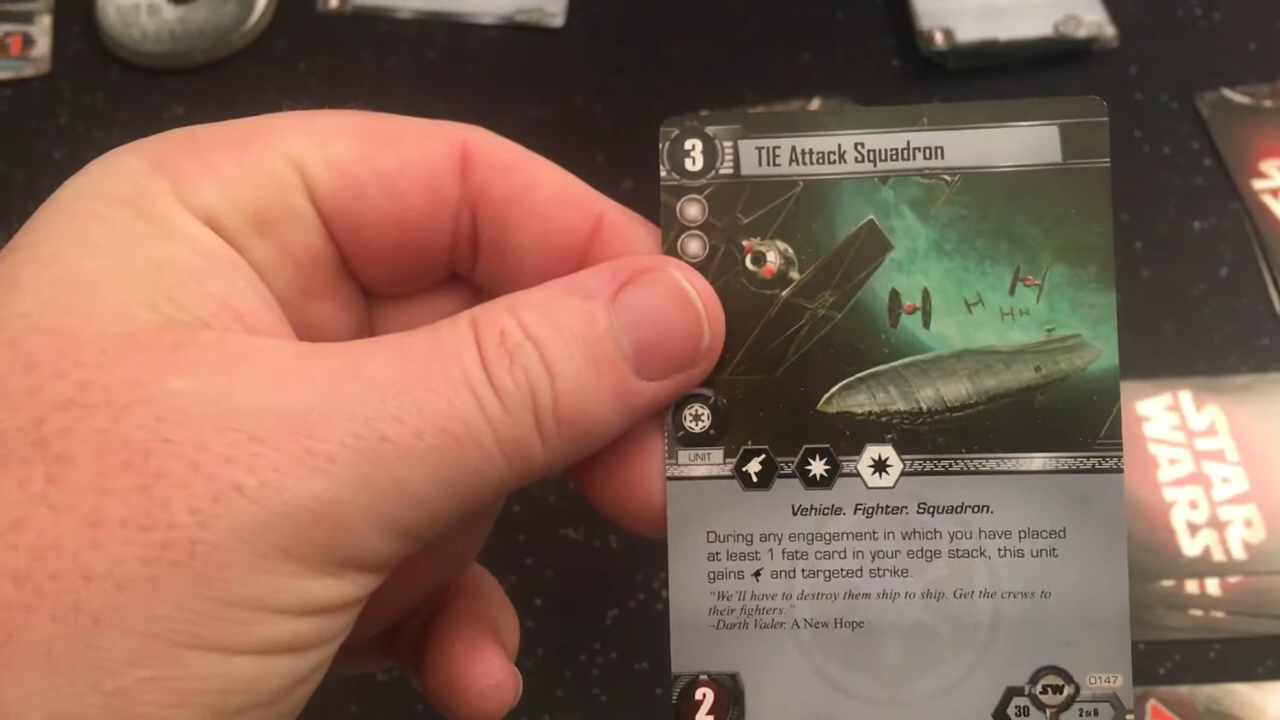 1
3
TIE Attack Squadron
UNIT
Vehicle. Fighter. Squadron.
During any engagement in which you have placed
at least 1 fate card in your edge stack, this unit
gains and targeted strike.
"We'll have to destroy them ship to ship. Get the crews to
their fighters."
–Darth Vader, A New Hope
2
SW
0147
30
2 of 6
STAR
WARS